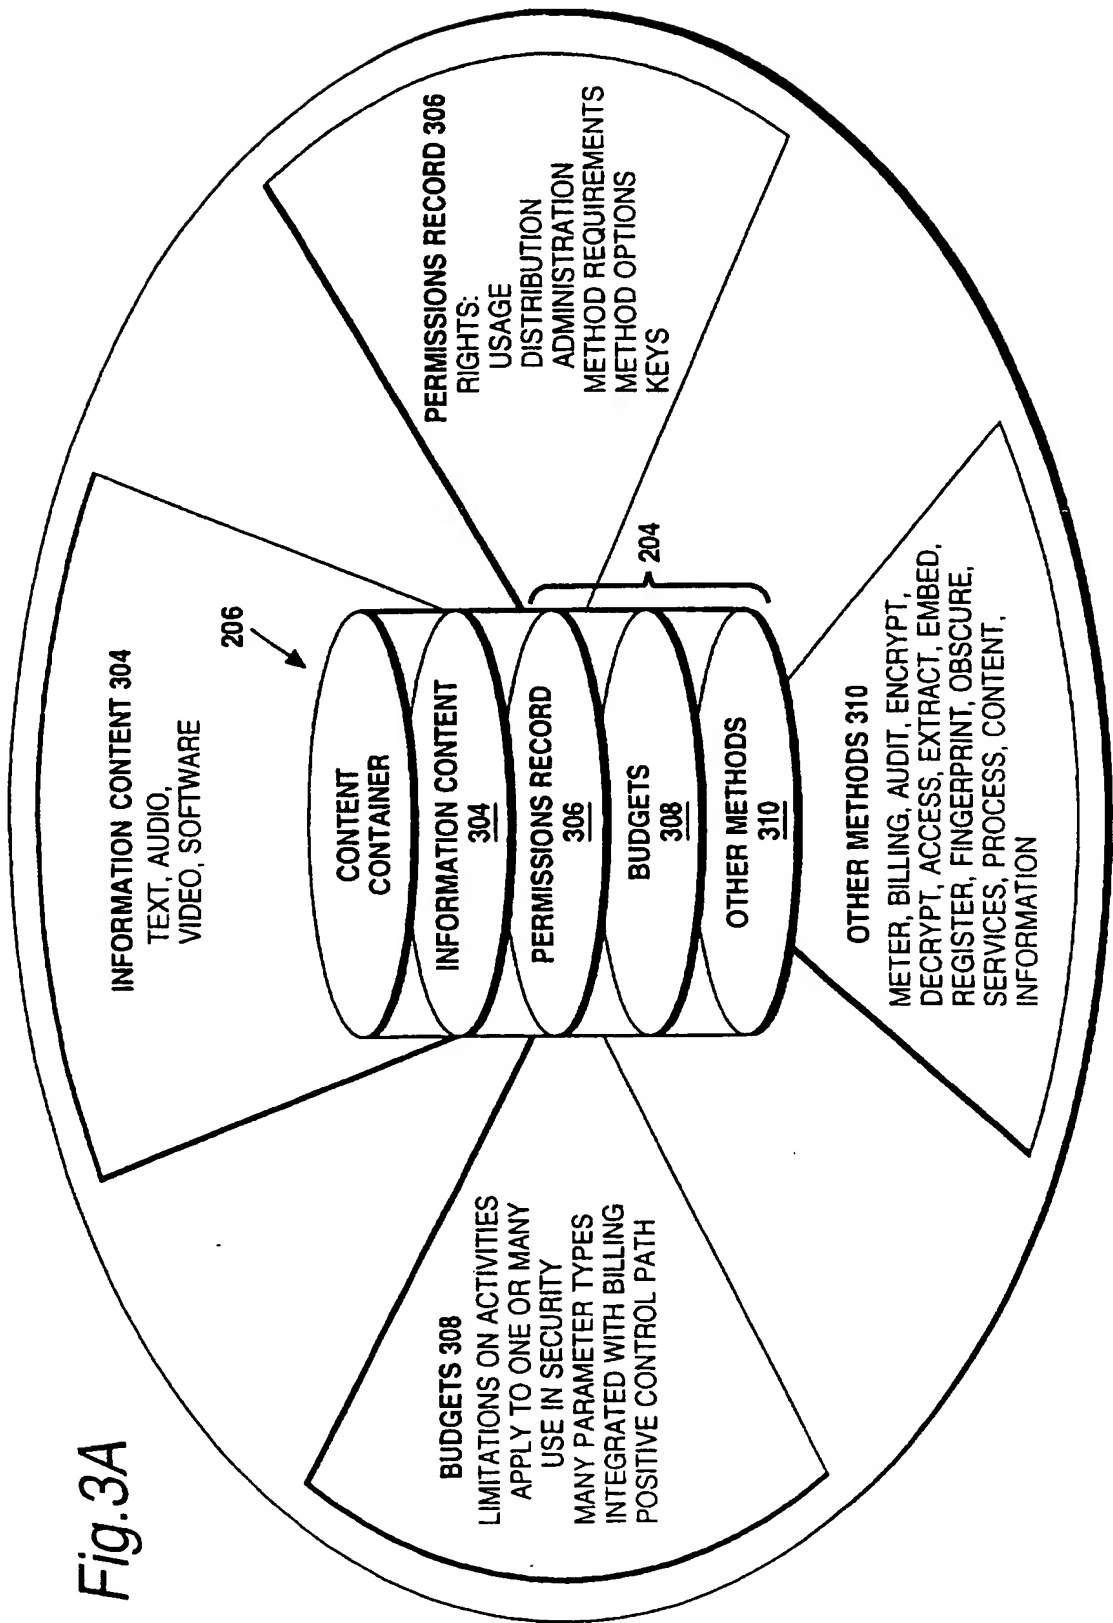 Fig.3A
INFORMATION CONTENT 304
TEXT, AUDIO,
VIDEO, SOFTWARE
206
CONTENT
CONTAINER
INFORMATION CONTENT
304
PERMISSIONS RECORD
306
BUDGETS
308
OTHER METHODS
310
204
BUDGETS 308
LIMITATIONS ON ACTIVITIES
APPLY TO ONE OR MANY
USE IN SECURITY
MANY PARAMETER TYPES
INTEGRATED WITH BILLING
POSITIVE CONTROL PATH
PERMISSIONS RECORD 306
RIGHTS:
USAGE
DISTRIBUTION
ADMINISTRATION
METHOD REQUIREMENTS
METHOD OPTIONS
KEYS
OTHER METHODS 310
METER, BILLING, AUDIT, ENCRYPT,
DECRYPT, ACCESS, EXTRACT, EMBED,
REGISTER, FINGERPRINT, OBSCURE,
SERVICES, PROCESS, CONTENT,
INFORMATION